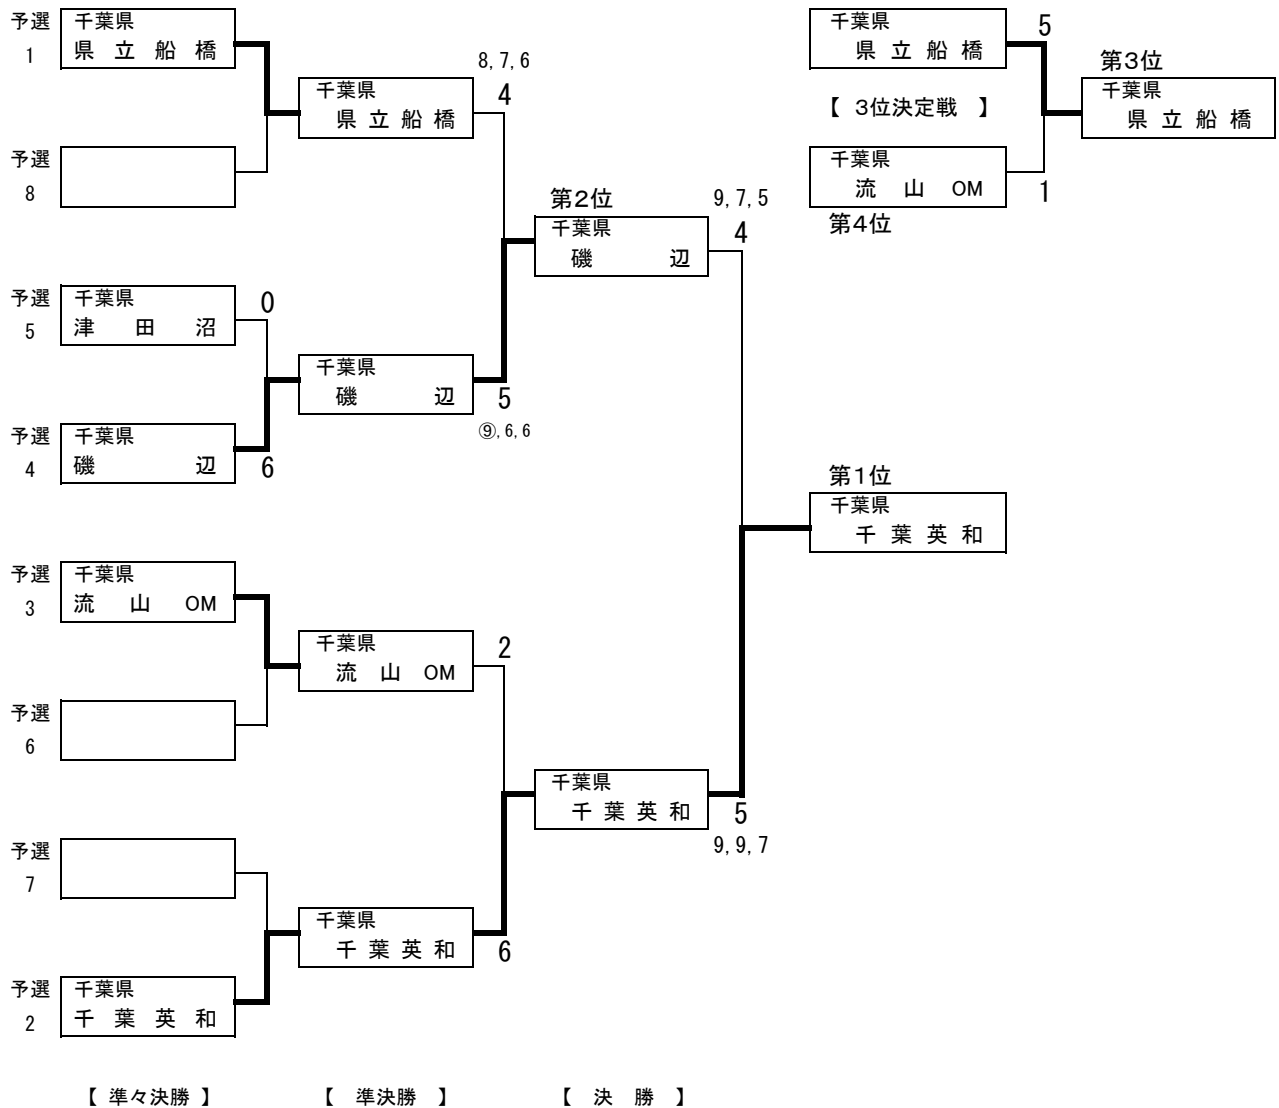 予選
1
千葉県
県立船橋
予選
8
予選
5
千葉県
津田沼
0
予選
4
千葉県
磯辺
6
予選
3
千葉県
流山OM
予選
6
予選
7
予選
2
千葉県
千葉英和
【 準々決勝 】
8, 7, 6
4
千葉県
県立船橋
千葉県
磯辺
5
⑨, 6, 6
千葉県
流山OM
2
千葉県
千葉英和
6
【 準決勝 】
第2位
千葉県
磯辺
9, 7, 5
4
千葉県
千葉英和
5
9, 9, 7
【 決勝 】
第1位
千葉県
千葉英和
千葉県
県立船橋
5
【 3位決定戦 】
千葉県
流山OM
1
第4位
第3位
千葉県
県立船橋